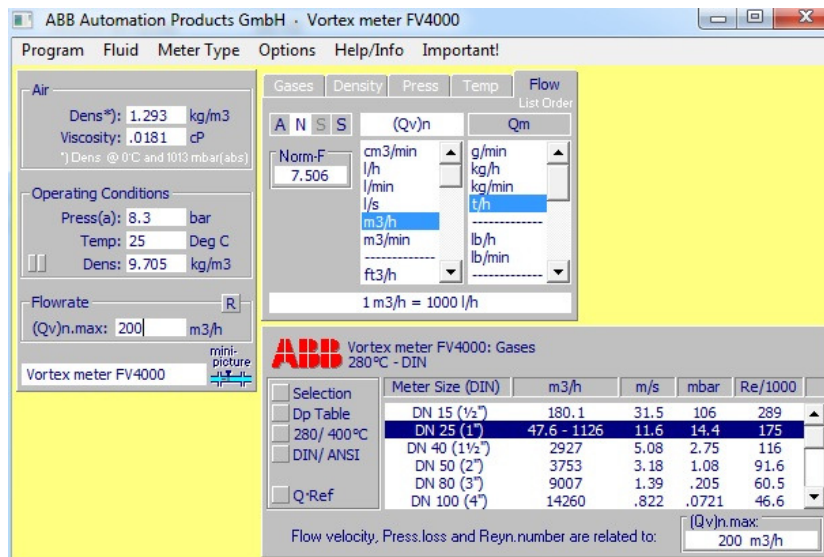 ABB Automation Products GmbH · Vortex meter FV4000
Program Fluid Meter Type Options Help/Info Important!
Air
Dens*): 1.293 kg/m3
Viscosity: .0181 cP
*) Dens @ 0°C and 1013 mbar(abs)
Operating Conditions
Press(a): 8.3 bar
Temp: 25 Deg C
Dens: 9.705 kg/m3
Flowrate R
(Qv)n.max: 200 m3/h
mini-
picture
Vortex meter FV4000
Gases Density Press Temp Flow
List Order
A N S S (Qv)n Qm
Norm-F
7.506
cm3/min g/min
l/h kg/h
l/min kg/min
l/s t/h
m3/h -------------
m3/min lb/h
------------- lb/min
ft3/h -------------
1 m3/h = 1000 l/h
ABB Vortex meter FV4000: Gases
280°C - DIN
Selection
Dp Table
280/ 400°C
DIN/ ANSI
Q-Ref
Meter Size (DIN) m3/h m/s mbar Re/1000
DN 15 (½") 180.1 31.5 106 289
DN 25 (1") 47.6 - 1126 11.6 14.4 175
DN 40 (1½") 2927 5.08 2.75 116
DN 50 (2") 3753 3.18 1.08 91.6
DN 80 (3") 9007 1.39 .205 60.5
DN 100 (4") 14260 .822 .0721 46.6
Flow velocity, Press.loss and Reyn.number are related to:
(Qv)n.max:
200 m3/h